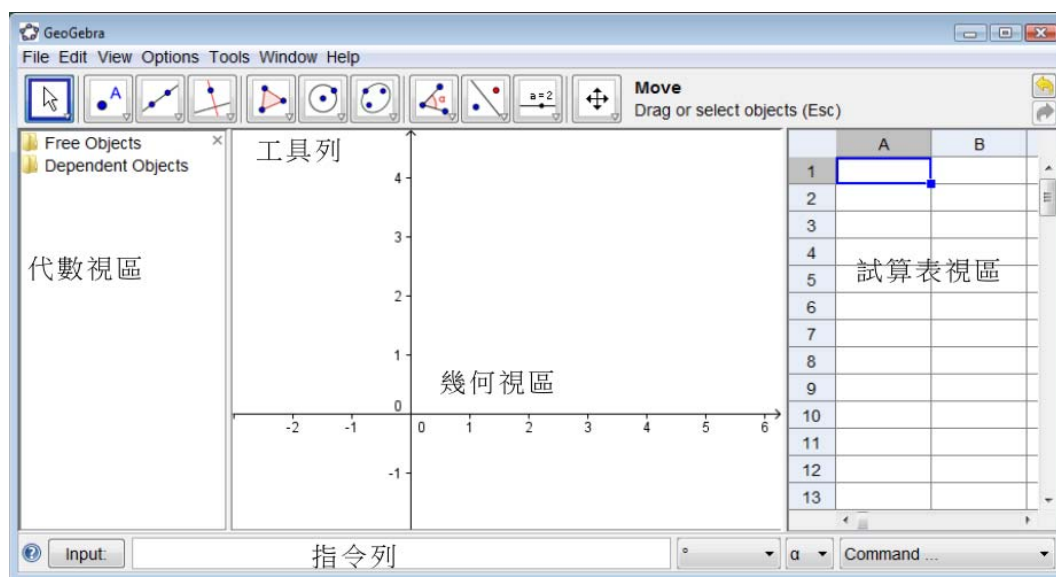 GeoGebra
File Edit View Options Tools Window Help
A
α
a=2
Move
Drag or select objects (Esc)
Free Objects
Dependent Objects
工具列
代數視區
幾何視區
試算表視區
4
3
2
1
0
-1
-2 -1 0 1 2 3 4 5 6
A B
1
2
3
4
5
6
7
8
9
10
11
12
13
Input:
指令列
° α Command ...